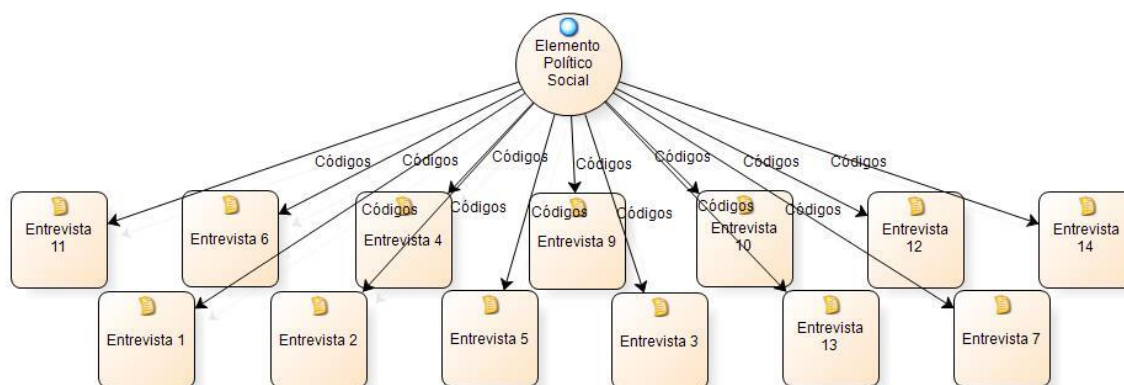 Elemento
Político
Social
Códigos Códigos Códigos Códigos Códigos Códigos Códigos
Códigos Códigos Códigos Códigos Códigos Códigos
Entrevista
11
Entrevista 6
Entrevista 4
Entrevista 9
Entrevista
10
Entrevista
12
Entrevista
14
Entrevista 1
Entrevista 2
Entrevista 5
Entrevista 3
Entrevista
13
Entrevista 7